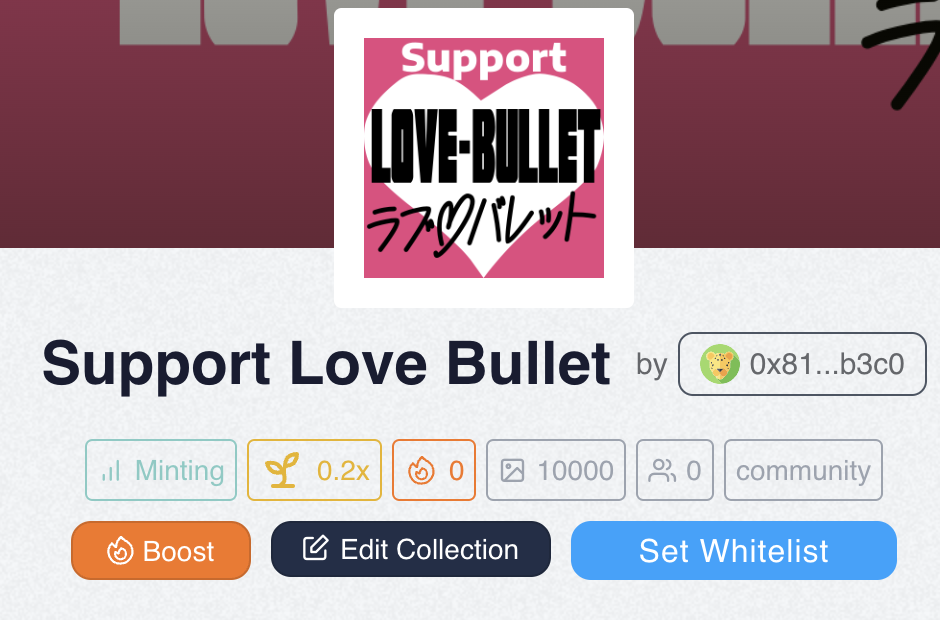 Support
LOVE-BULLET
ラブ♡バレット
Support Love Bullet by 0x81...b3c0
Minting 0.2x 0 10000 0 community
Boost Edit Collection Set Whitelist